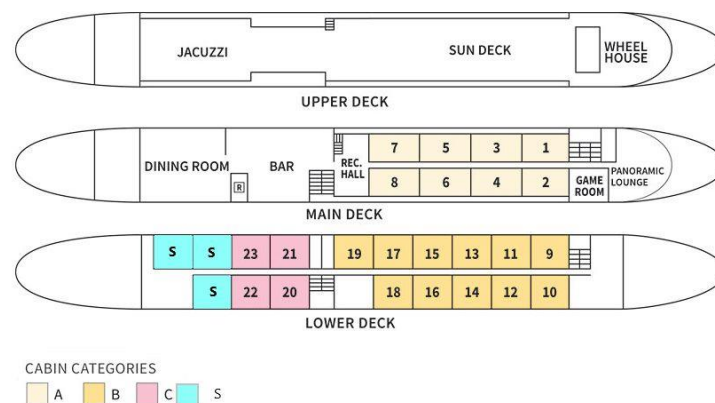 JACUZZI
SUN DECK
WHEEL
HOUSE
UPPER DECK
7 5 3 1
DINING ROOM
BAR
REC.
HALL
R
8 6 4 2
GAME
ROOM
PANORAMIC
LOUNGE
MAIN DECK
S S 23 21 19 17 15 13 11 9
S 22 20 18 16 14 12 10
LOWER DECK
CABIN CATEGORIES
A B C S